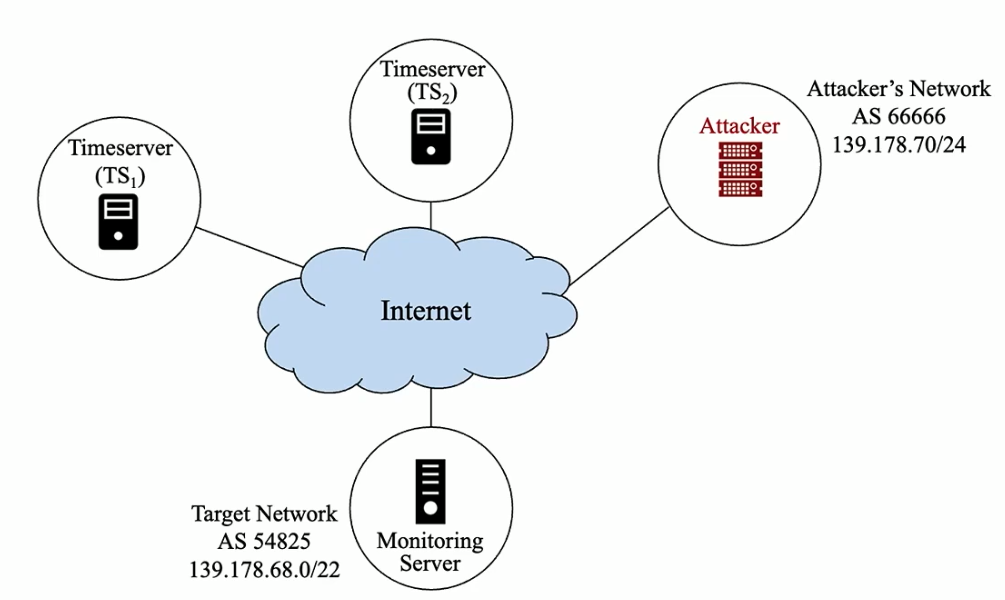 Timeserver
(TS₂)
Attacker's Network
AS 66666
139.178.70/24
Attacker
Timeserver
(TS₁)
Internet
Target Network
AS 54825
139.178.68.0/22
Monitoring
Server